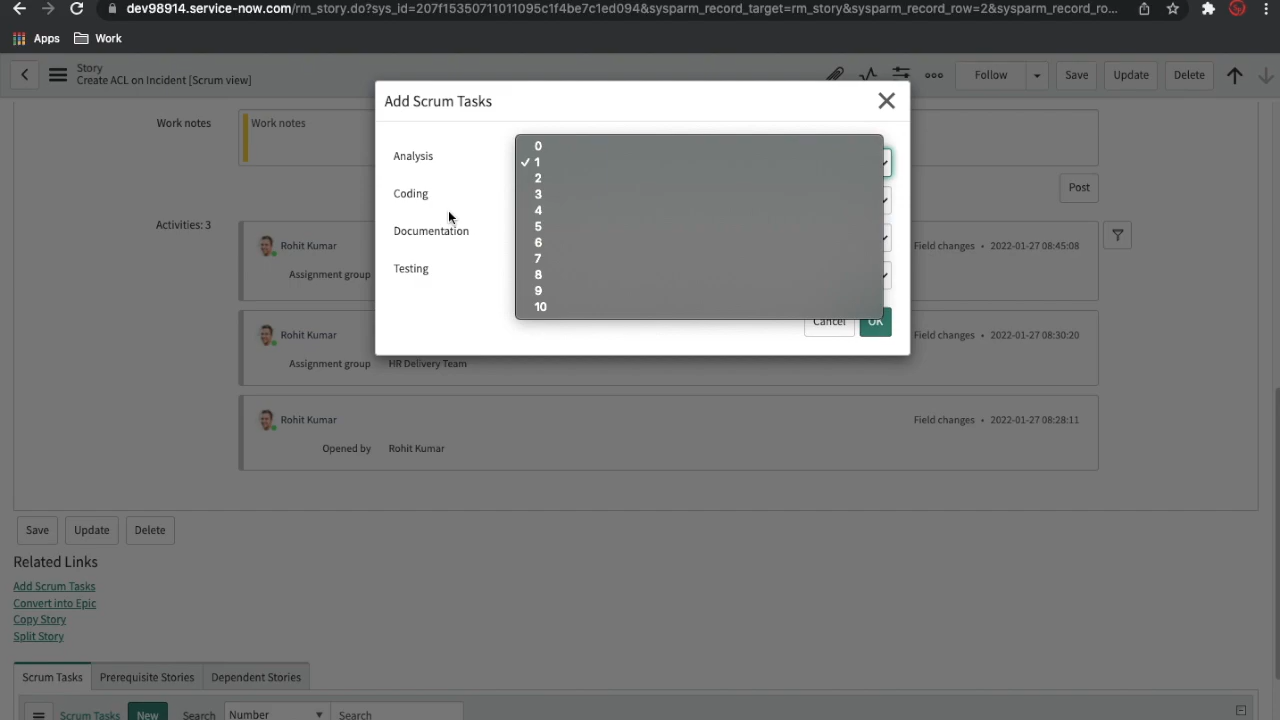 dev98914.service-now.com/rm_story.do?sys_id=207f15350711011095c1f4be7c1ed094&sysparm_record_target=rm_story&sysparm_record_row=2&sysparm_record_ro...
Apps Work
Story
Create ACL on Incident [Scrum view]
Follow Save Update Delete
Add Scrum Tasks
Work notes
Work notes
Analysis
Coding
Documentation
Testing
0
✓ 1
2
3
4
5
6
7
8
9
10
Cancel OK
Post
Activities: 3
Rohit Kumar
Field changes • 2022-01-27 08:45:08
Assignment group
Rohit Kumar
Field changes • 2022-01-27 08:30:20
Assignment group HR Delivery Team
Rohit Kumar
Field changes • 2022-01-27 08:28:11
Opened by Rohit Kumar
Save Update Delete
Related Links
Add Scrum Tasks
Convert into Epic
Copy Story
Split Story
Scrum Tasks Prerequisite Stories Dependent Stories
Scrum Tasks New Search Number Search